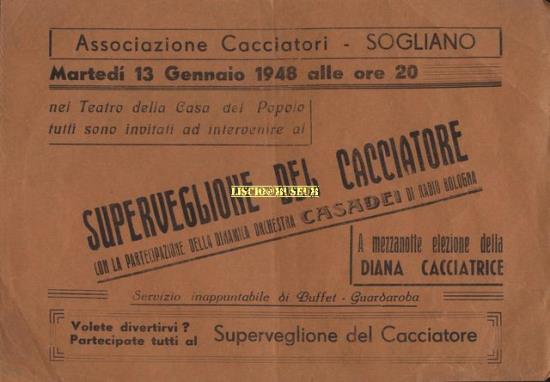 Associazione Cacciatori - SOGLIANO
Martedí 13 Gennaio 1948 alle ore 20
nel Teatro della Casa del Popolo
tutti sono invitati ad intervenire al
SUPERVEGLIONE DEL CACCIATORE
LISCIO@MUSEUM
CON LA PARTECIPAZIONE DELLA DINAMICA ORCHESTRA CASADEI DI RADIO BOLOGNA
A mezzanotte elezione della
DIANA CACCIATRICE
Servizio inappuntabile di Buffet - Guardaroba
Volete divertirvi ?
Partecipate tutti al
Superveglione del Cacciatore